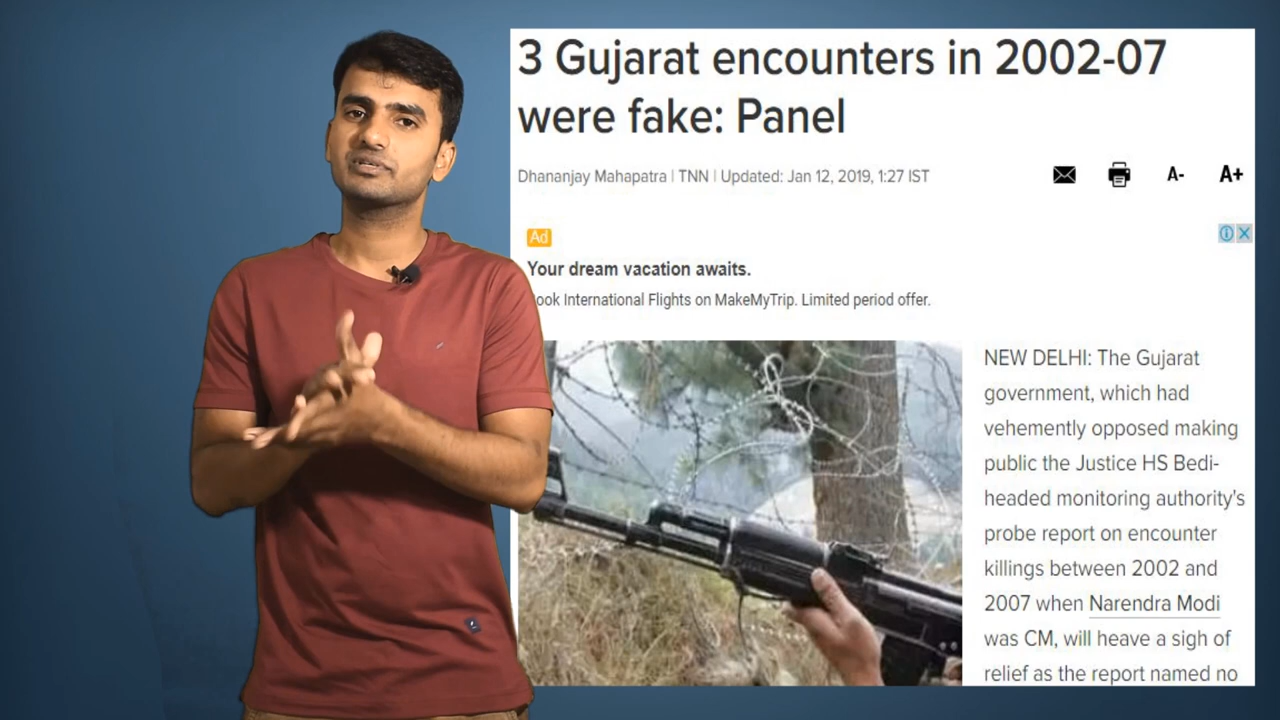 3 Gujarat encounters in 2002-07
were fake: Panel
Dhananjay Mahapatra | TNN | Updated: Jan 12, 2019, 1:27 IST
A- A+
Ad
Your dream vacation awaits.
International Flights on MakeMyTrip. Limited period offer.
NEW DELHI: The Gujarat
government, which had
vehemently opposed making
public the Justice HS Bedi-
headed monitoring authority's
probe report on encounter
killings between 2002 and
2007 when Narendra Modi
was CM, will heave a sigh of
relief as the report named no